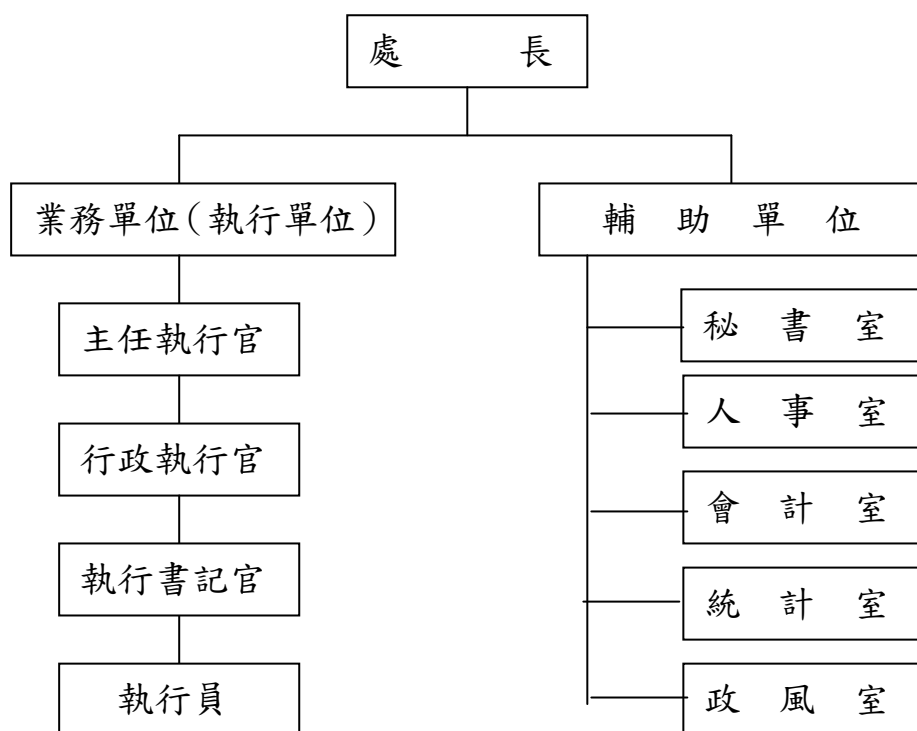 處長
業務單位（執行單位）
主任執行官
行政執行官
執行書記官
執行員
輔助單位
秘書室
人事室
會計室
統計室
政風室